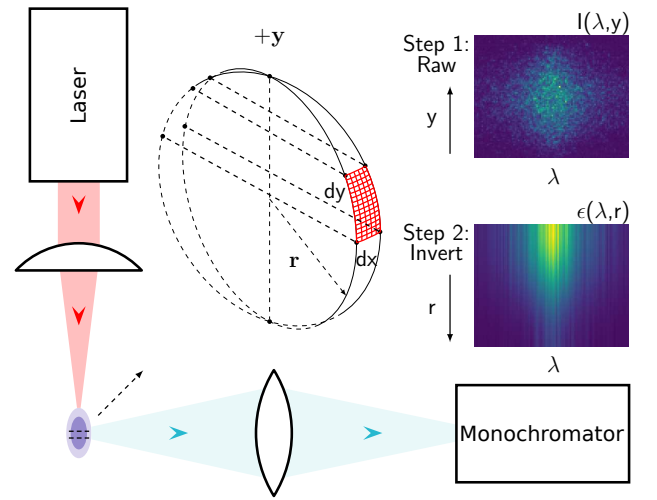 Laser
+y
dy
r
dx
I(λ,y)
Step 1:
Raw
y
λ
ϵ(λ,r)
Step 2:
Invert
r
λ
Monochromator